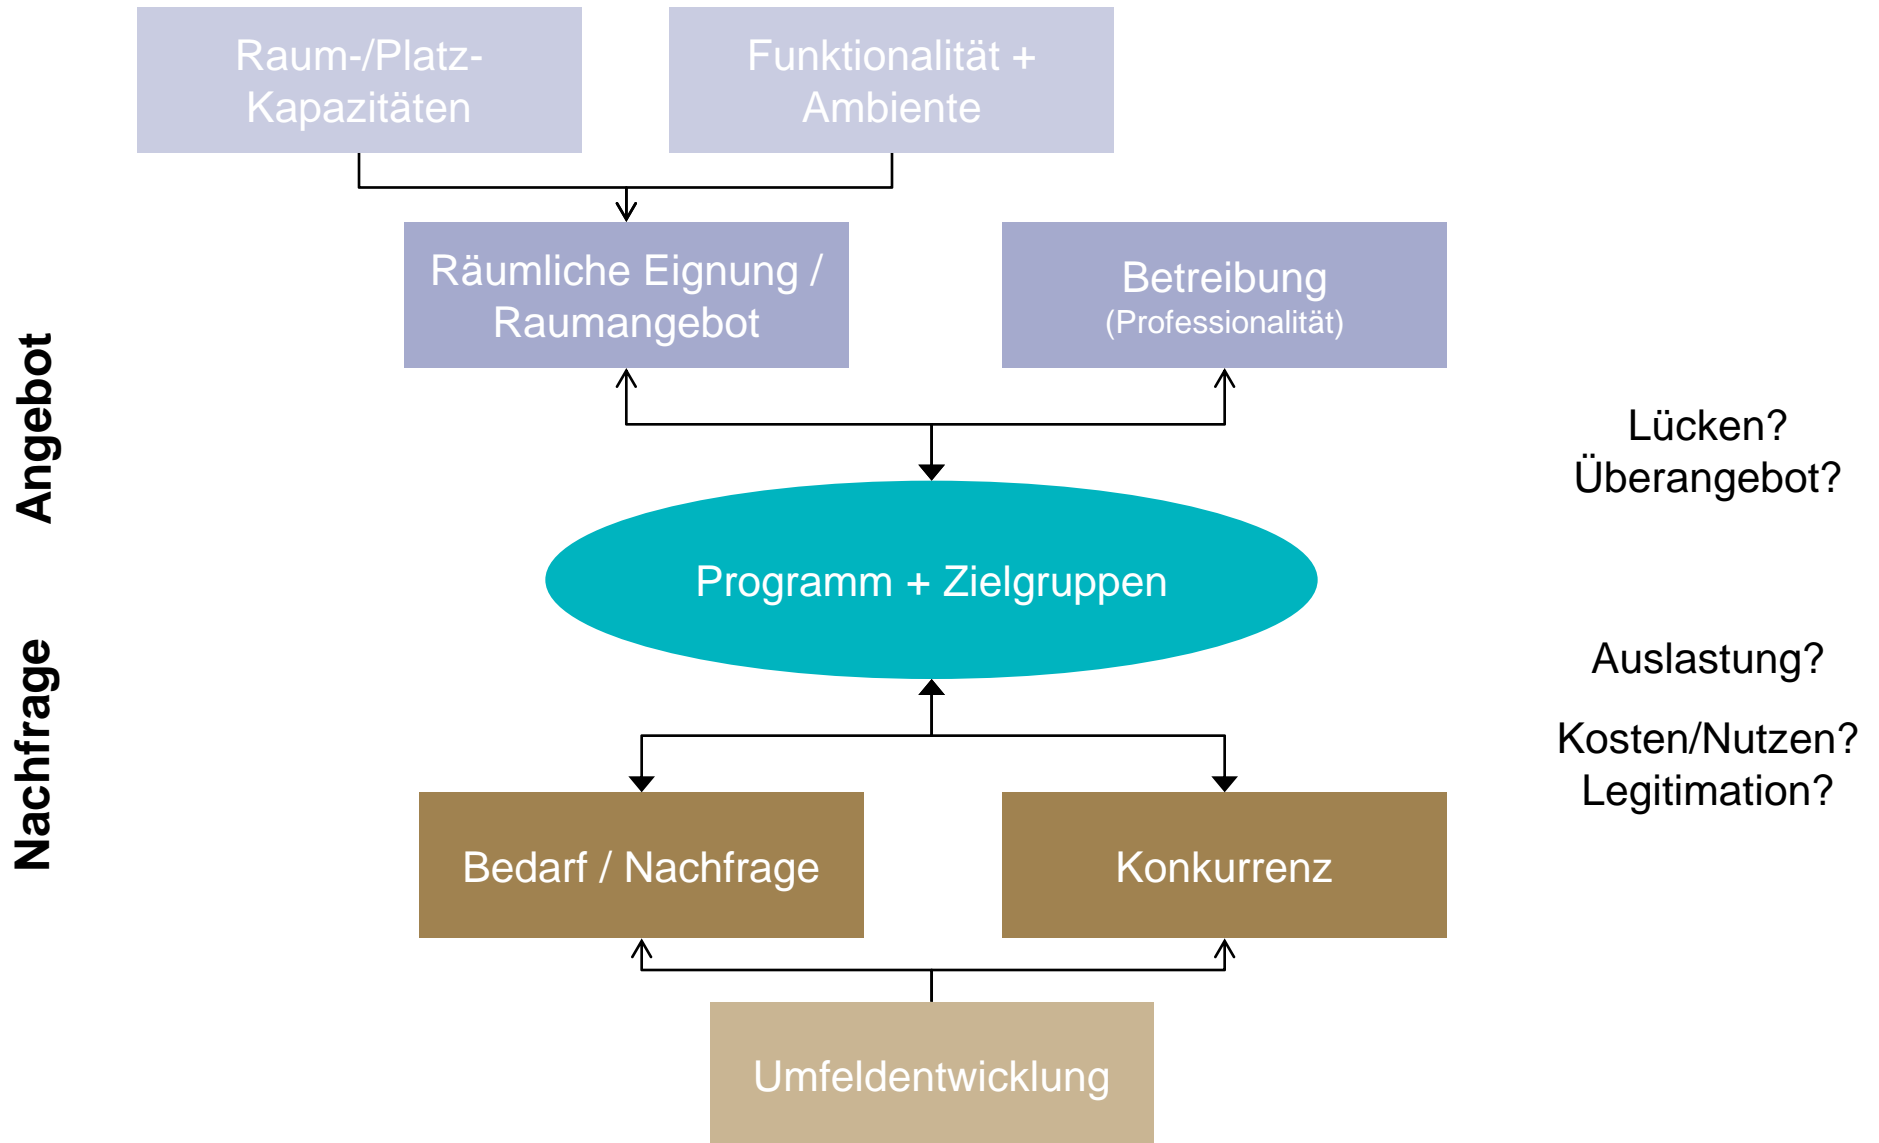 Raum-/Platz-
Kapazitäten
Funktionalität +
Ambiente
Räumliche Eignung /
Raumangebot
Betreibung
(Professionalität)
Angebot
Lücken?
Überangebot?
Programm + Zielgruppen
Nachfrage
Auslastung?
Kosten/Nutzen?
Legitimation?
Bedarf / Nachfrage
Konkurrenz
Umfeldentwicklung